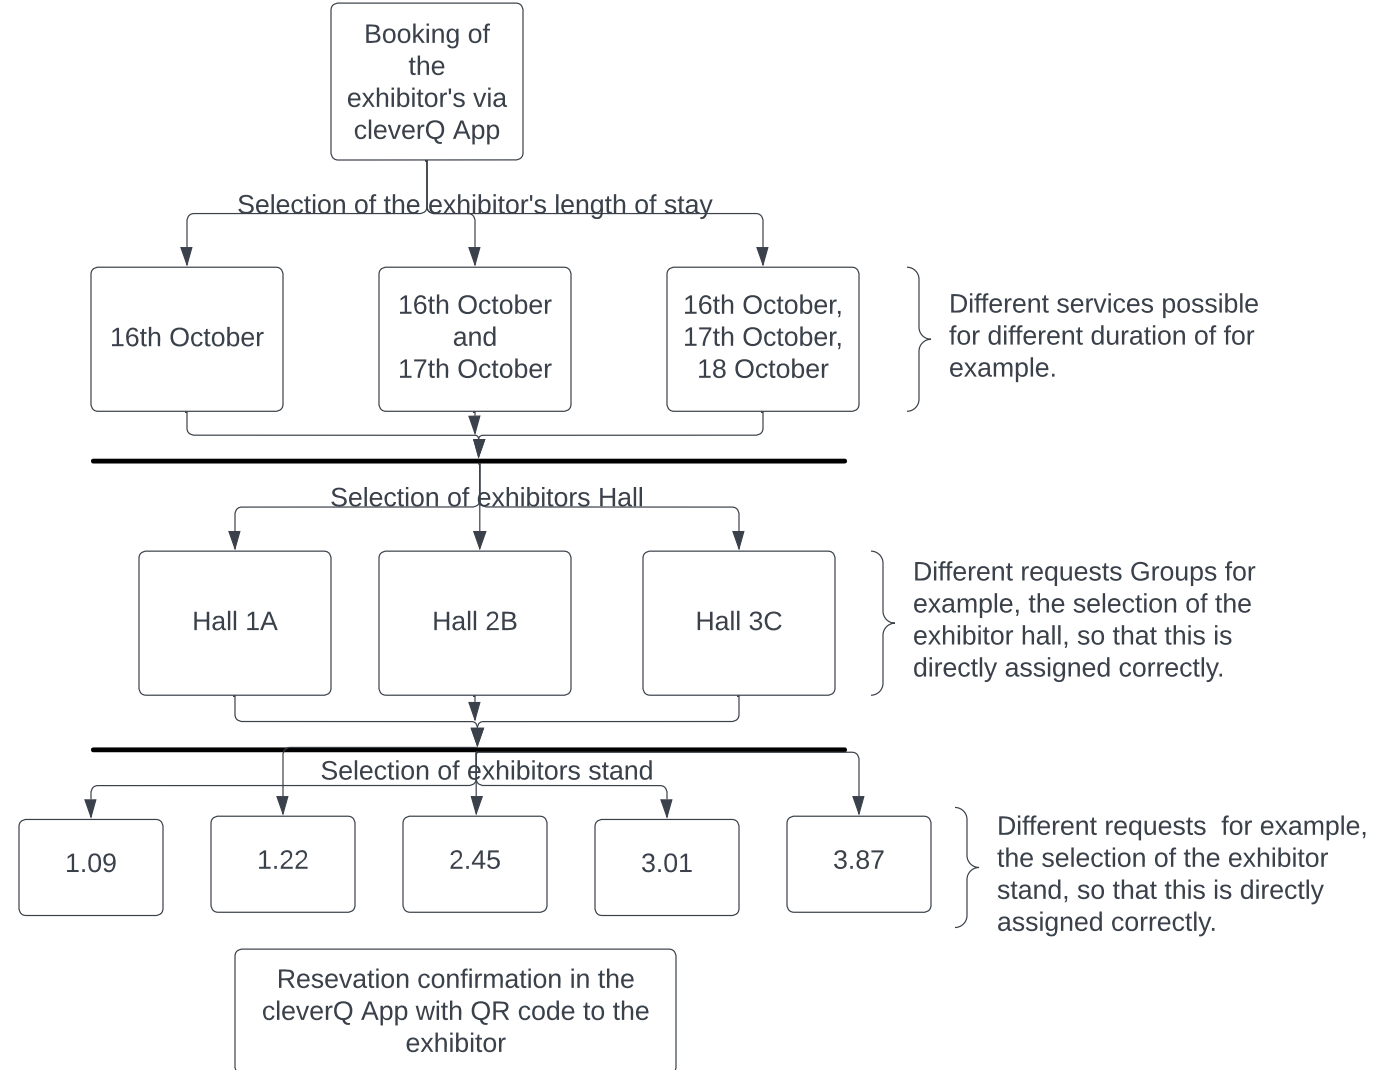 Booking of
the
exhibitor's via
cleverQ App
Selection of the exhibitor's length of stay
16th October
16th October
and
17th October
16th October,
17th October,
18 October
Different services possible
for different duration of for
example.
Selection of exhibitors Hall
Hall 1A
Hall 2B
Hall 3C
Different requests Groups for
example, the selection of the
exhibitor hall, so that this is
directly assigned correctly.
Selection of exhibitors stand
1.09
1.22
2.45
3.01
3.87
Different requests  for example,
the selection of the exhibitor
stand, so that this is directly
assigned correctly.
Resevation confirmation in the
cleverQ App with QR code to the
exhibitor